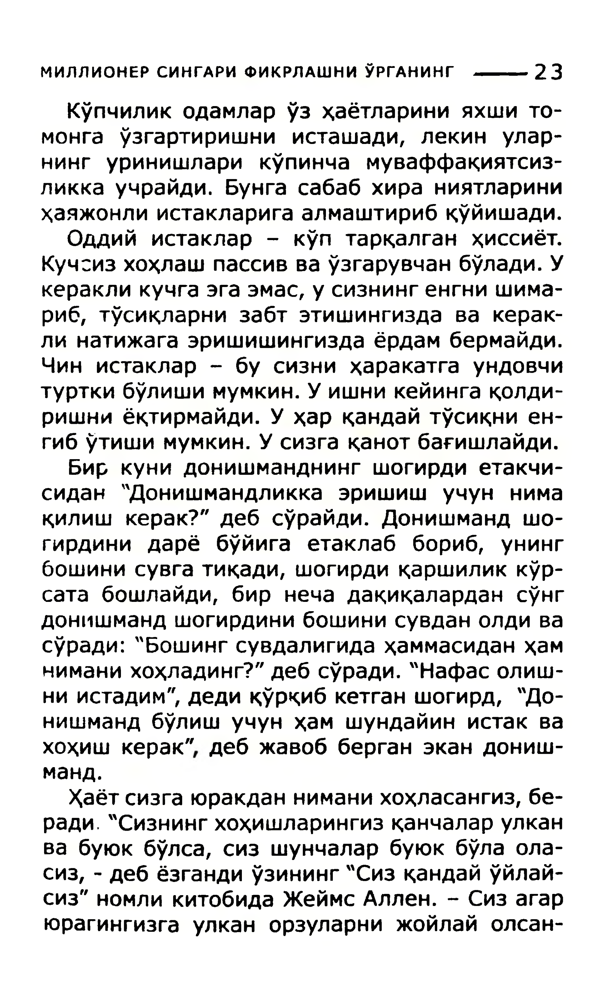 МИЛЛИОНЕР СИНГАРИ ФИКРЛАШНИ ЎРГАНИНГ —— 23
Кўпчилик одамлар ўз ҳаётларини яхши то-
монга ўзгартиришни исташади, лекин улар-
нинг уринишлари кўпинча муваффақиятсиз-
ликка учрайди. Бунга сабаб хира ниятларини
ҳаяжонли истакларига алмаштириб қўйишади.
Оддий истаклар – кўп тарқалган ҳиссиёт.
Кучсиз хоҳлаш пассив ва ўзгарувчан бўлади. У
керакли кучга эга эмас, у сизнинг енгни шима-
риб, тўсиқларни забт этишингизда ва керак-
ли натижага эришишингизда ёрдам бермайди.
Чин истаклар – бу сизни ҳаракатга ундовчи
туртки бўлиши мумкин. У ишни кейинга қолди-
ришни ёқтирмайди. У ҳар қандай тўсиқни ен-
гиб ўтиши мумкин. У сизга қанот бағишлайди.
Бир куни донишманднинг шогирди етакчи-
сидан "Донишмандликка эришиш учун нима
қилиш керак?" деб сўрайди. Донишманд шо-
гирдини дарё бўйига етаклаб бориб, унинг
бошини сувга тиқади, шогирди қаршилик кўр-
сата бошлайди, бир неча дақиқалардан сўнг
донишманд шогирдини бошини сувдан олди ва
сўради: "Бошинг сувдалигида ҳаммасидан ҳам
нимани хоҳладинг?" деб сўради. "Нафас олиш-
ни истадим", деди қўрқиб кетган шогирд, "До-
нишманд бўлиш учун ҳам шундайин истак ва
хоҳиш керак", деб жавоб берган экан дониш-
манд.
Ҳаёт сизга юракдан нимани хоҳласангиз, бе-
ради. "Сизнинг хоҳишларингиз қанчалар улкан
ва буюк бўлса, сиз шунчалар буюк бўла ола-
сиз, - деб ёзганди ўзининг "Сиз қандай ўйлай-
сиз" номли китобида Жеймс Аллен. – Сиз агар
юрагингизга улкан орзуларни жойлай олсан-